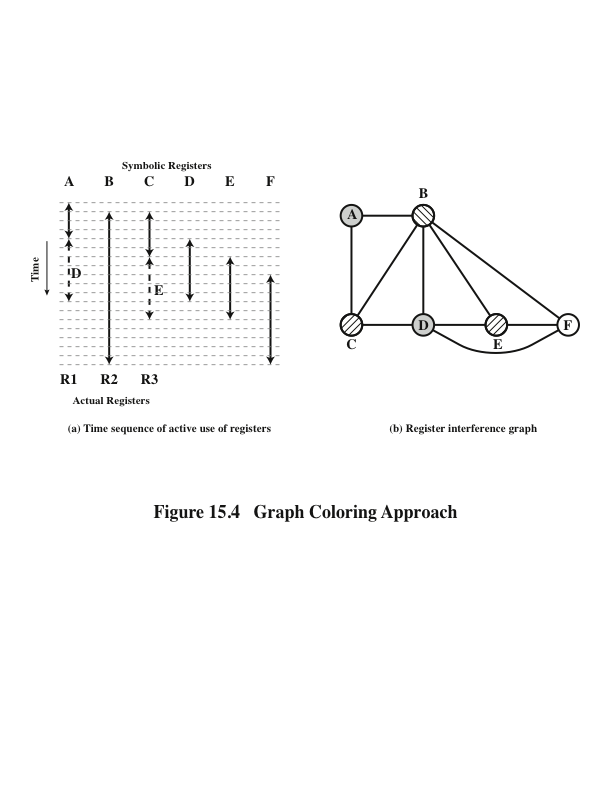 Symbolic Registers
A B C D E F
Time
D
E
R1 R2 R3
Actual Registers
(a) Time sequence of active use of registers
B
A
C
D
E
F
(b) Register interference graph
Figure 15.4 Graph Coloring Approach